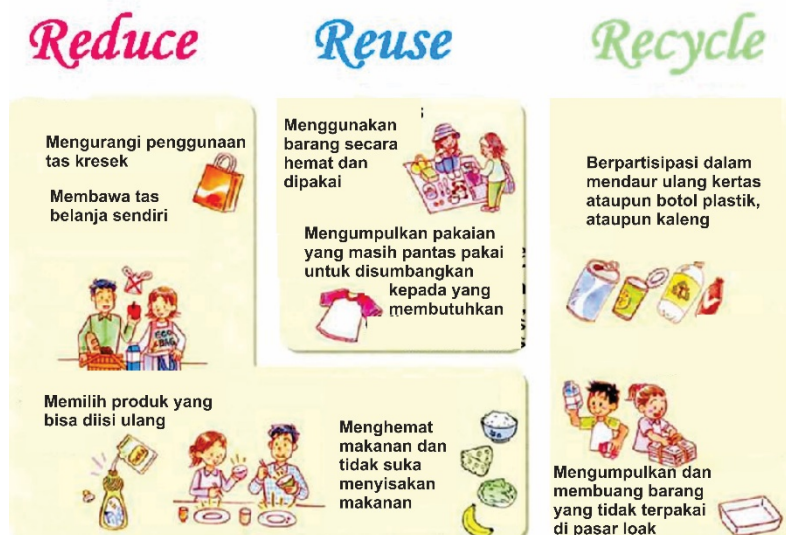 Reduce
Reuse
Recycle
Mengurangi penggunaan
tas kresek
Membawa tas
belanja sendiri
Memilih produk yang
bisa diisi ulang
Menghemat
makanan dan
tidak suka
menyisakan
makanan
Menggunakan
barang secara
hemat dan
dipakai
Mengumpulkan pakaian
yang masih pantas pakai
untuk disumbangkan
kepada yang
membutuhkan
Berpartisipasi dalam
mendaur ulang kertas
ataupun botol plastik,
ataupun kaleng
Mengumpulkan dan
membuang barang
yang tidak terpakai
di pasar loak